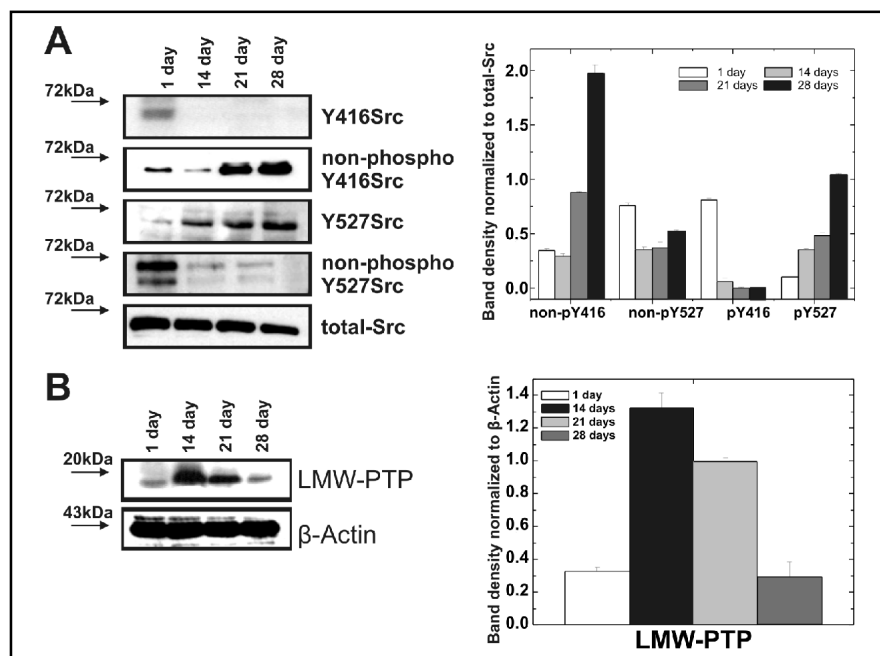 A
1 day
14 day
21 day
28 day
72kDa
Y416Src
72kDa
non-phospho
Y416Src
72kDa
Y527Src
72kDa
non-phospho
Y527Src
72kDa
total-Src
Band density normalized to total-Src
2.0
1.5
1.0
0.5
0.0
1 day
14 days
21 days
28 days
non-pY416
non-pY527
pY416
pY527
B
1 day
14 day
21 day
28 day
20kDa
LMW-PTP
43kDa
β-Actin
Band density normalized to β-Actin
1.4
1.2
1.0
0.8
0.6
0.4
0.2
0.0
1 day
14 days
21 days
28 days
LMW-PTP